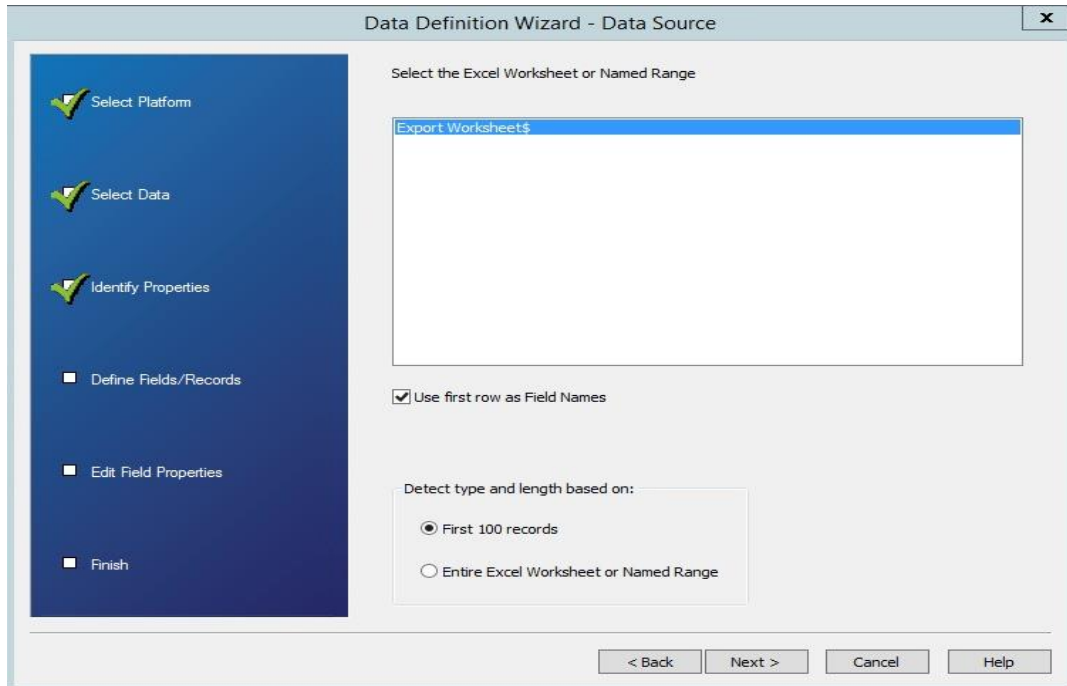 Data Definition Wizard - Data Source
x
Select Platform
Select Data
Identify Properties
Define Fields/Records
Edit Field Properties
Finish
Select the Excel Worksheet or Named Range
Export Worksheet$
Use first row as Field Names
Detect type and length based on:
First 100 records
Entire Excel Worksheet or Named Range
< Back Next > Cancel Help